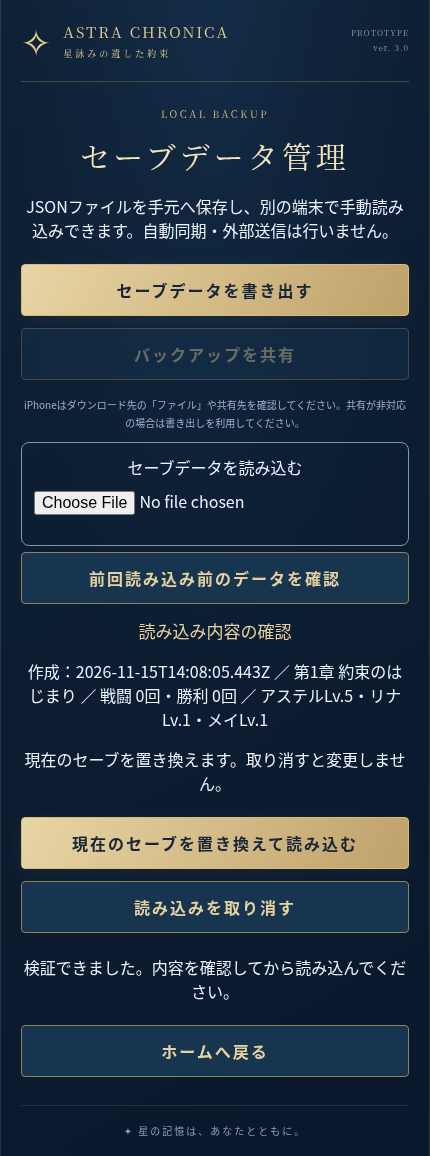 ASTRA CHRONICA
星詠みの遺した約束
PROTOTYPE
ver. 3.0
LOCAL BACKUP
セーブデータ管理
JSONファイルを手元へ保存し、別の端末で手動読み
込みできます。自動同期・外部送信は行いません。
セーブデータを書き出す
バックアップを共有
iPhoneはダウンロード先の「ファイル」や共有先を確認してください。共有が非対応
の場合は書き出しを利用してください。
セーブデータを読み込む
Choose File No file chosen
前回読み込み前のデータを確認
読み込み内容の確認
作成：2026-11-15T14:08:05.443Z ／ 第1章 約束のは
じまり ／ 戦闘 0回・勝利 0回 ／ アステルLv.5・リナ
Lv.1・メイLv.1
現在のセーブを置き換えます。取り消すと変更しませ
ん。
現在のセーブを置き換えて読み込む
読み込みを取り消す
検証できました。内容を確認してから読み込んでくだ
さい。
ホームへ戻る
✦ 星の記憶は、あなたとともに。